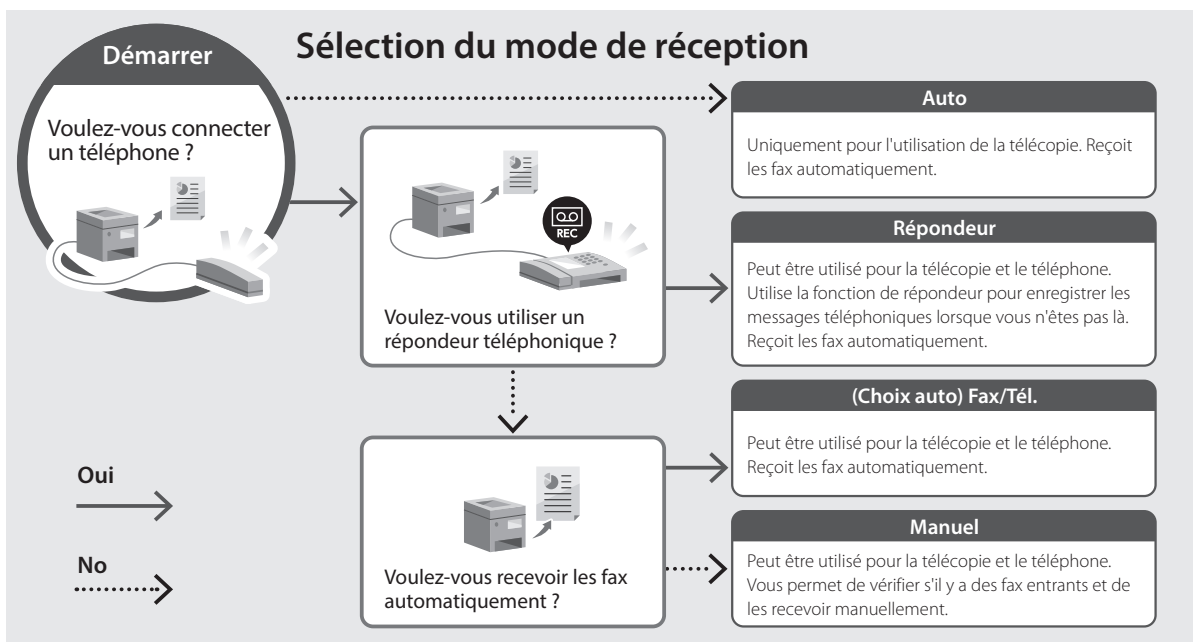 Sélection du mode de réception
Démarrer
Voulez-vous connecter
un téléphone ?
REC
Voulez-vous utiliser un
répondeur téléphonique ?
Voulez-vous recevoir les fax
automatiquement ?
Auto
Uniquement pour l'utilisation de la télécopie. Reçoit
les fax automatiquement.
Répondeur
Peut être utilisé pour la télécopie et le téléphone.
Utilise la fonction de répondeur pour enregistrer les
messages téléphoniques lorsque vous n'êtes pas là.
Reçoit les fax automatiquement.
(Choix auto) Fax/Tél.
Peut être utilisé pour la télécopie et le téléphone.
Reçoit les fax automatiquement.
Manuel
Peut être utilisé pour la télécopie et le téléphone.
Vous permet de vérifier s'il y a des fax entrants et de
les recevoir manuellement.
Oui
No